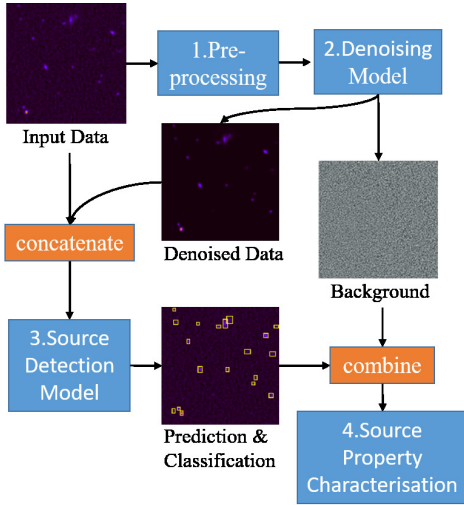 1.Pre-
processing
2.Denoising
Model
Input Data
Denoised Data
concatenate
Background
3.Source
Detection
Model
Prediction &
Classification
combine
4.Source
Property
Characterisation